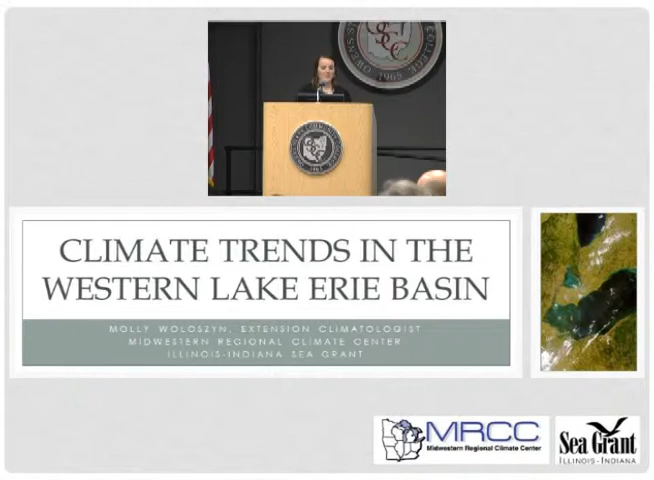 1965
CLIMATE TRENDS IN THE
WESTERN LAKE ERIE BASIN
MOLLY WOLOSZYN, EXTENSION CLIMATOLOGIST
MIDWESTERN REGIONAL CLIMATE CENTER
ILLINOIS-INDIANA SEA GRANT
MRCC
Midwestern Regional Climate Center
Sea Grant
ILLINOIS - INDIANA